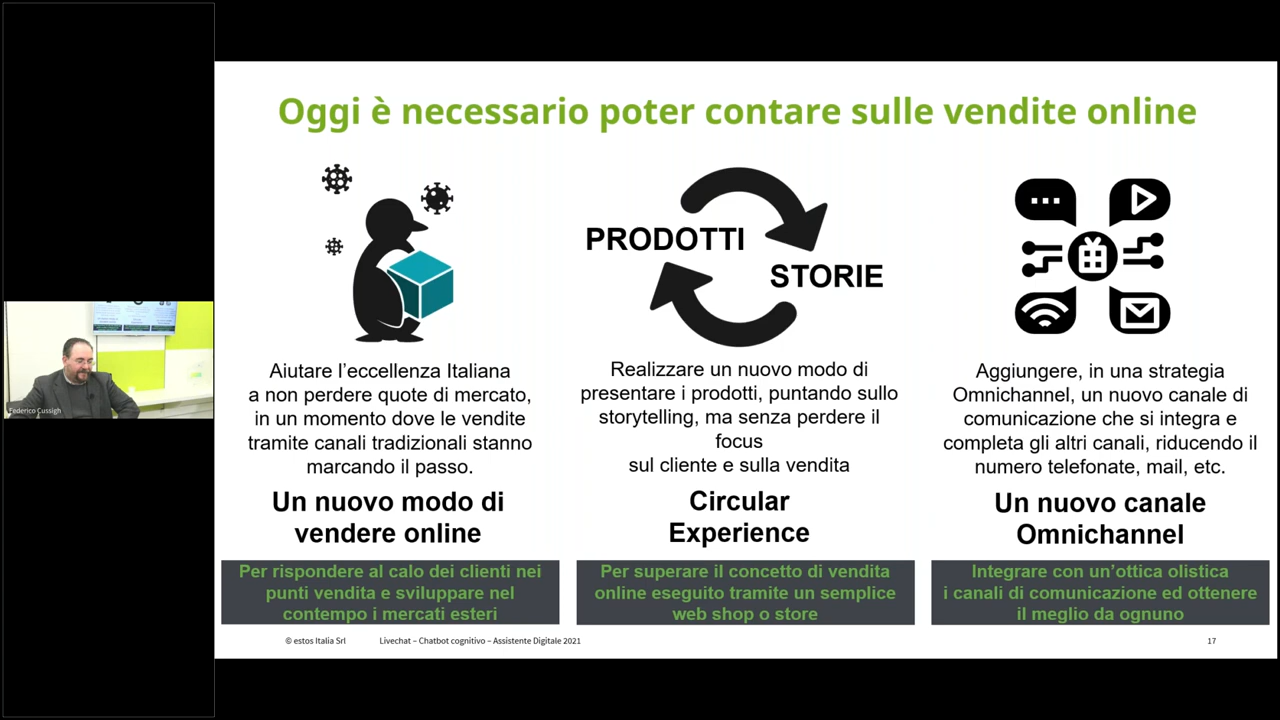 Oggi è necessario poter contare sulle vendite online
PRODOTTI
STORIE
Aiutare l'eccellenza Italiana
a non perdere quote di mercato,
in un momento dove le vendite
tramite canali tradizionali stanno
marcando il passo.
Un nuovo modo di
vendere online
Per rispondere al calo dei clienti nei
punti vendita e sviluppare nel
contempo i mercati esteri
Realizzare un nuovo modo di
presentare i prodotti, puntando sullo
storytelling, ma senza perdere il
focus
sul cliente e sulla vendita
Circular
Experience
Per superare il concetto di vendita
online eseguito tramite un semplice
web shop o store
Aggiungere, in una strategia
Omnichannel, un nuovo canale di
comunicazione che si integra e
completa gli altri canali, riducendo il
numero telefonate, mail, etc.
Un nuovo canale
Omnichannel
Integrare con un'ottica olistica
i canali di comunicazione ed ottenere
il meglio da ognuno
© estos Italia Srl
Livechat – Chatbot cognitivo – Assistente Digitale 2021
17
Federico Cussigh